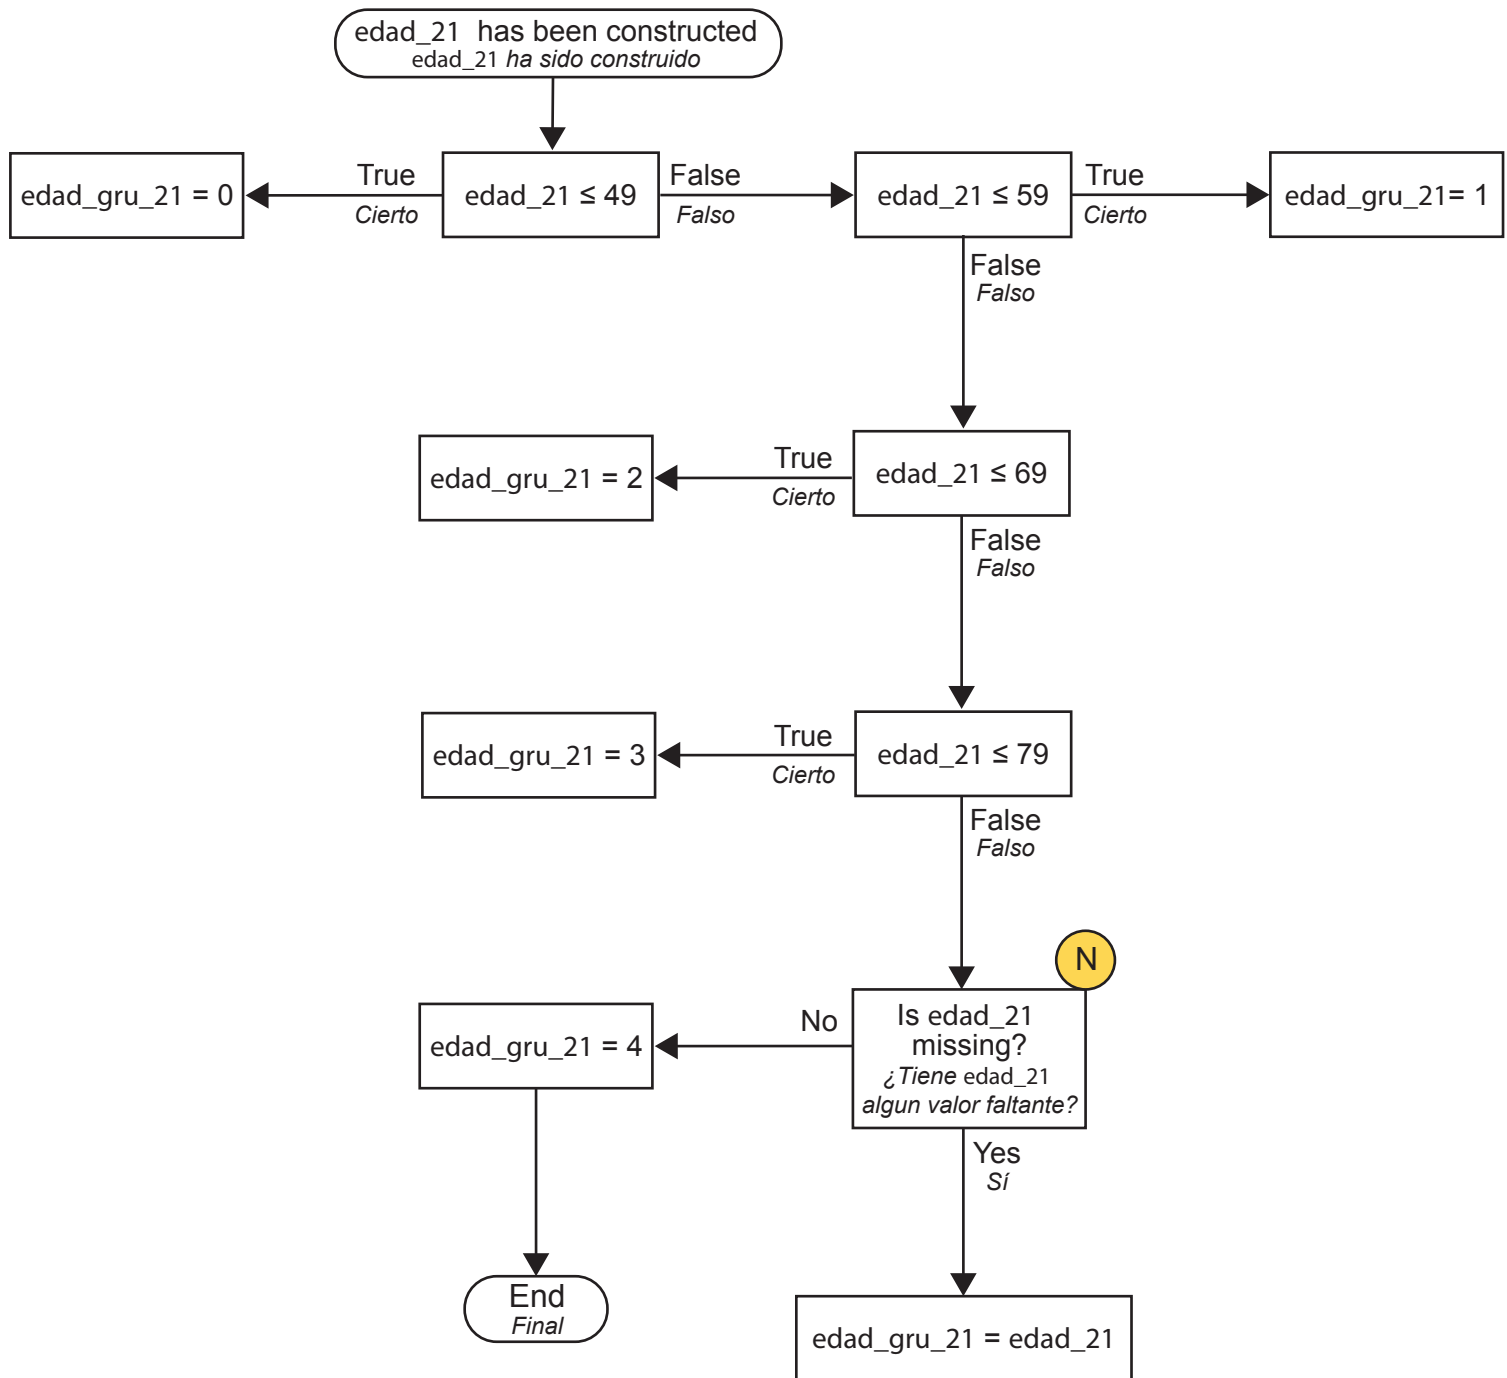 edad_21 has been constructed
edad_21 ha sido construido
edad_gru_21 = 0
True
Cierto
edad_21 ≤ 49
False
Falso
edad_21 ≤ 59
True
Cierto
edad_gru_21= 1
False
Falso
edad_gru_21 = 2
True
Cierto
edad_21 ≤ 69
False
Falso
edad_gru_21 = 3
True
Cierto
edad_21 ≤ 79
False
Falso
N
edad_gru_21 = 4
No
Is edad_21
missing?
¿Tiene edad_21
algun valor faltante?
Yes
Sí
End
Final
edad_gru_21 = edad_21